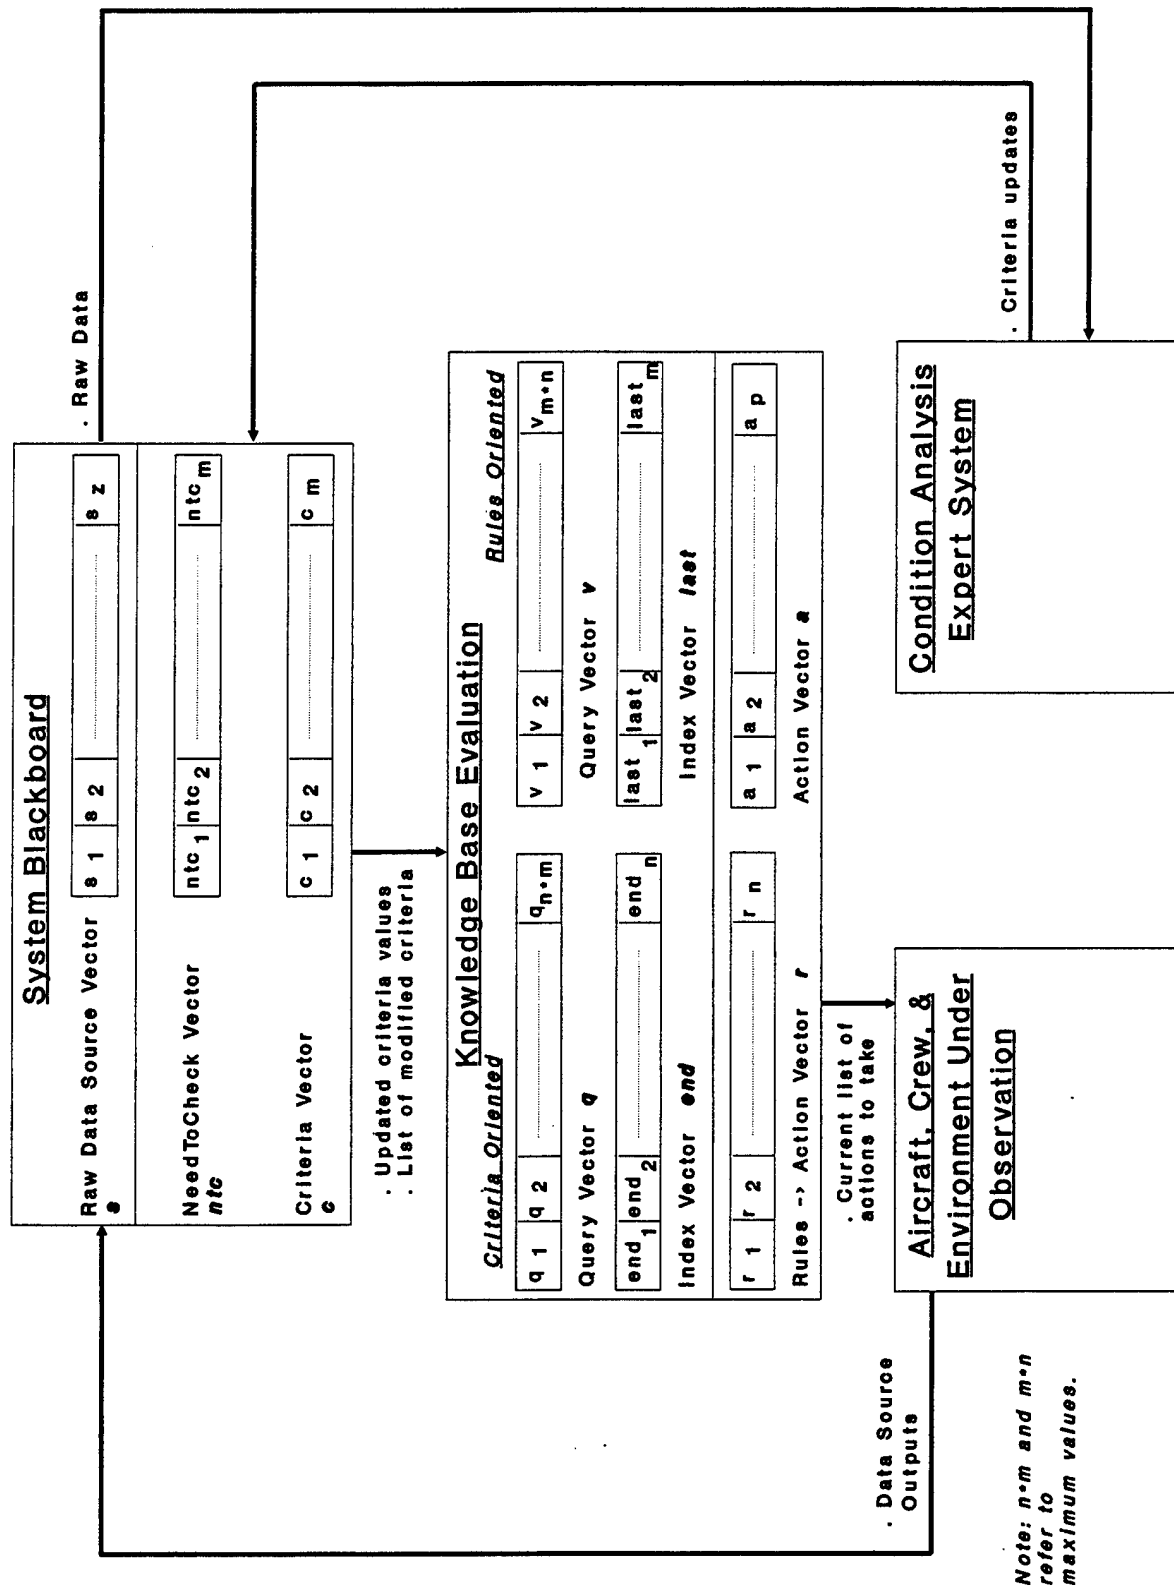 System Blackboard
Raw Data Source Vector
s
s 1 s 2 s z
. Raw Data
NeedToCheck Vector
ntc
ntc 1 ntc 2 ntc m
Criteria Vector
c
c 1 c 2 c m
. Updated criteria values
. List of modified criteria
Knowledge Base Evaluation
Criteria Oriented
Rules Oriented
q 1 q 2 q n*m
v 1 v 2 v m*n
Query Vector q
Query Vector v
end 1 end 2 end n
last 1 last 2 last m
Index Vector end
Index Vector last
r 1 r 2 r n
a 1 a 2 a p
Rules -> Action Vector r
Action Vector a
. Current list of
actions to take
. Data Source
Outputs
Aircraft, Crew, &
Environment Under
Observation
Condition Analysis
Expert System
. Criteria updates
Note: n*m and m*n
refer to
maximum values.